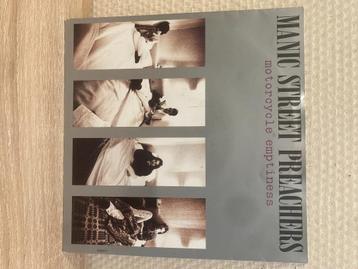 MANIC STREET PREACHERS
motorcycle emptiness